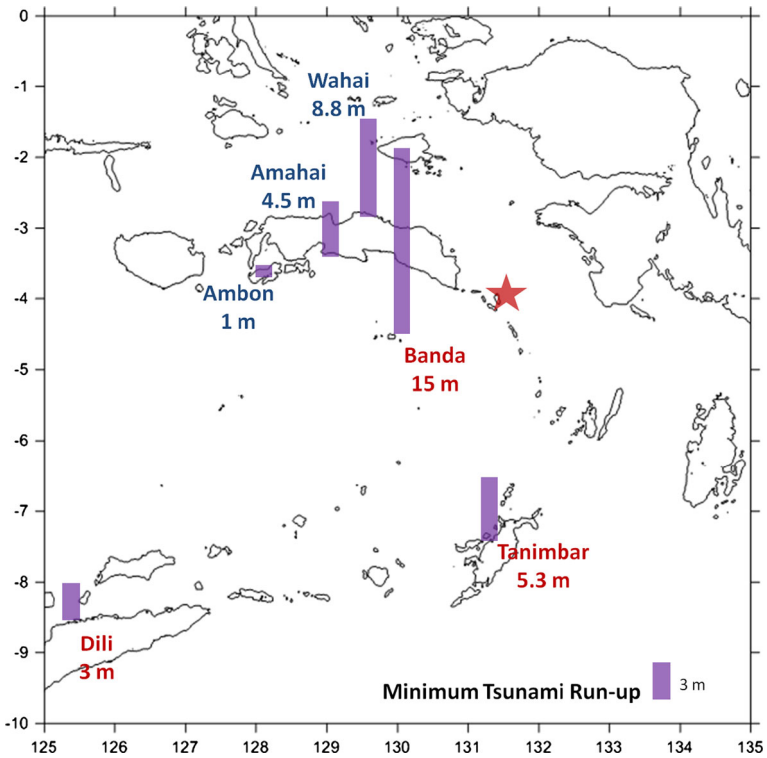 0
-1
-2
-3
-4
-5
-6
-7
-8
-9
-10
125
126
127
128
129
130
131
132
133
134
135
Wahai
8.8 m
Amahai
4.5 m
Ambon
1 m
Banda
15 m
Tanimbar
5.3 m
Dili
3 m
Minimum Tsunami Run-up
3 m